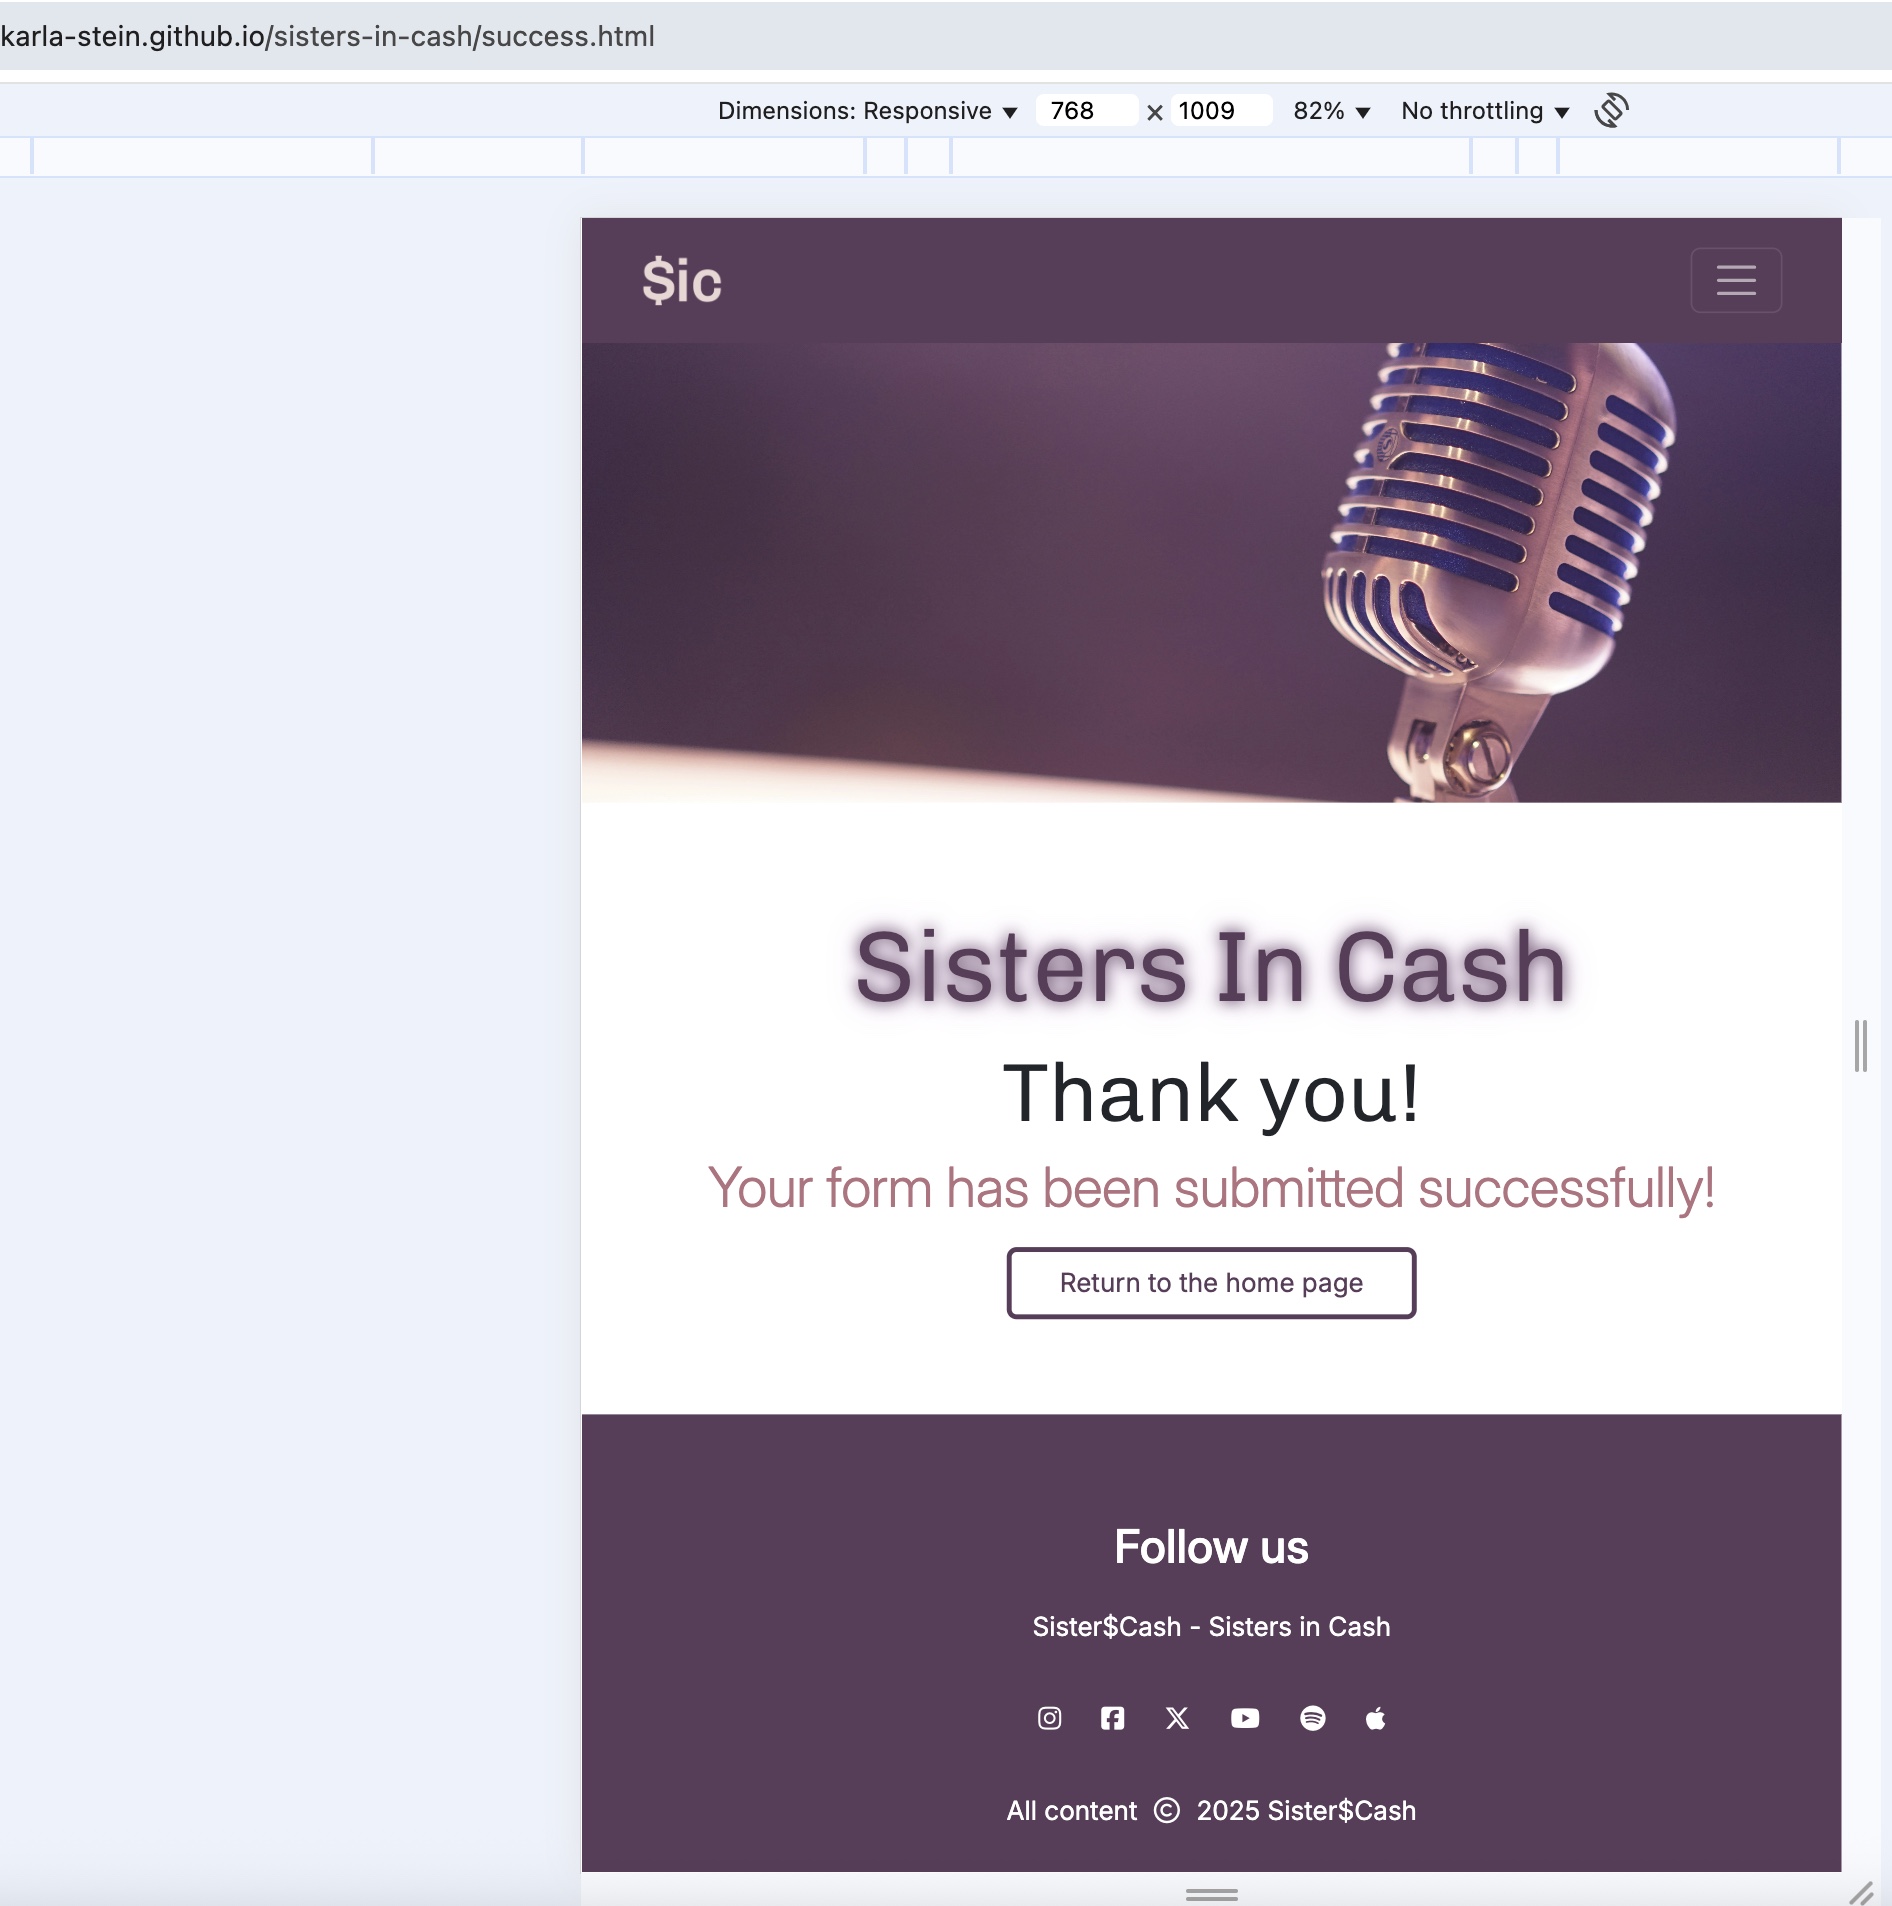 karla-stein.github.io/sisters-in-cash/success.html
Dimensions: Responsive ▼ 768 × 1009 82% ▼ No throttling ▼
$ic
Sisters In Cash
Thank you!
Your form has been submitted successfully!
Return to the home page
Follow us
Sister$Cash - Sisters in Cash
All content © 2025 Sister$Cash